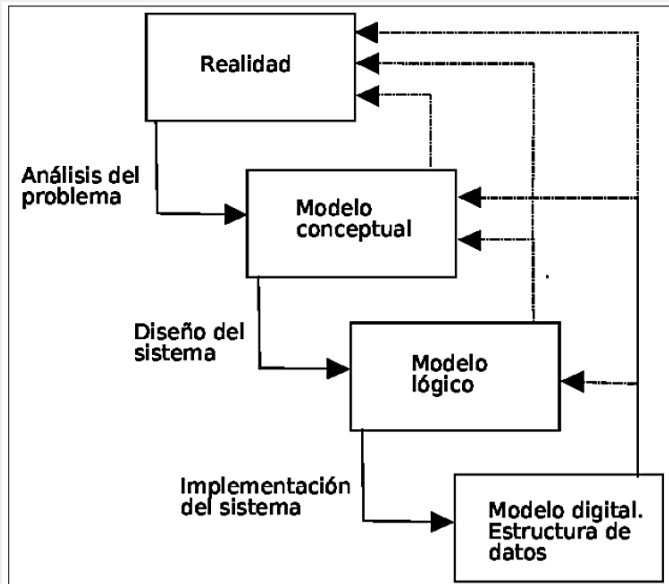 Realidad
Análisis del
problema
Modelo
conceptual
Diseño del
sistema
Modelo
lógico
Implementación
del sistema
Modelo digital.
Estructura de
datos